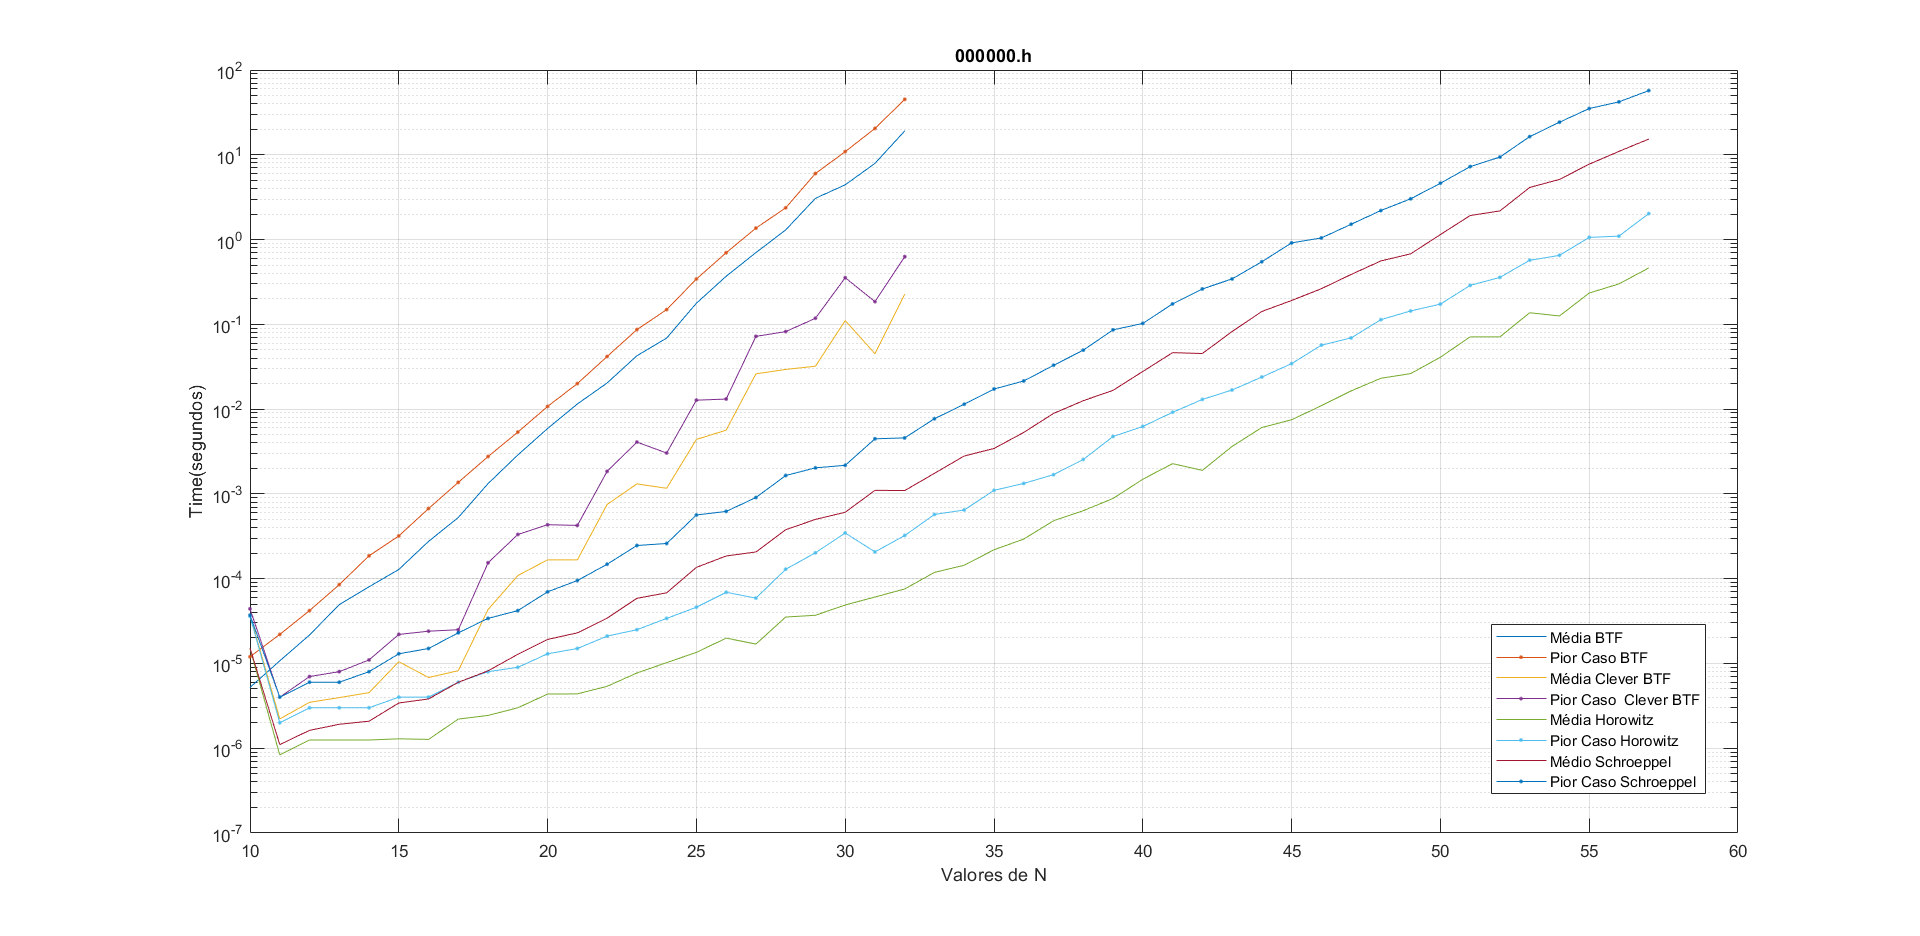 000000.h
10^2
10^1
10^0
10^-1
10^-2
10^-3
10^-4
10^-5
10^-6
10^-7
Time(segundos)
10 15 20 25 30 35 40 45 50 55 60
Valores de N
Média BTF
Pior Caso BTF
Média Clever BTF
Pior Caso  Clever BTF
Média Horowitz
Pior Caso Horowitz
Médio Schroeppel
Pior Caso Schroeppel